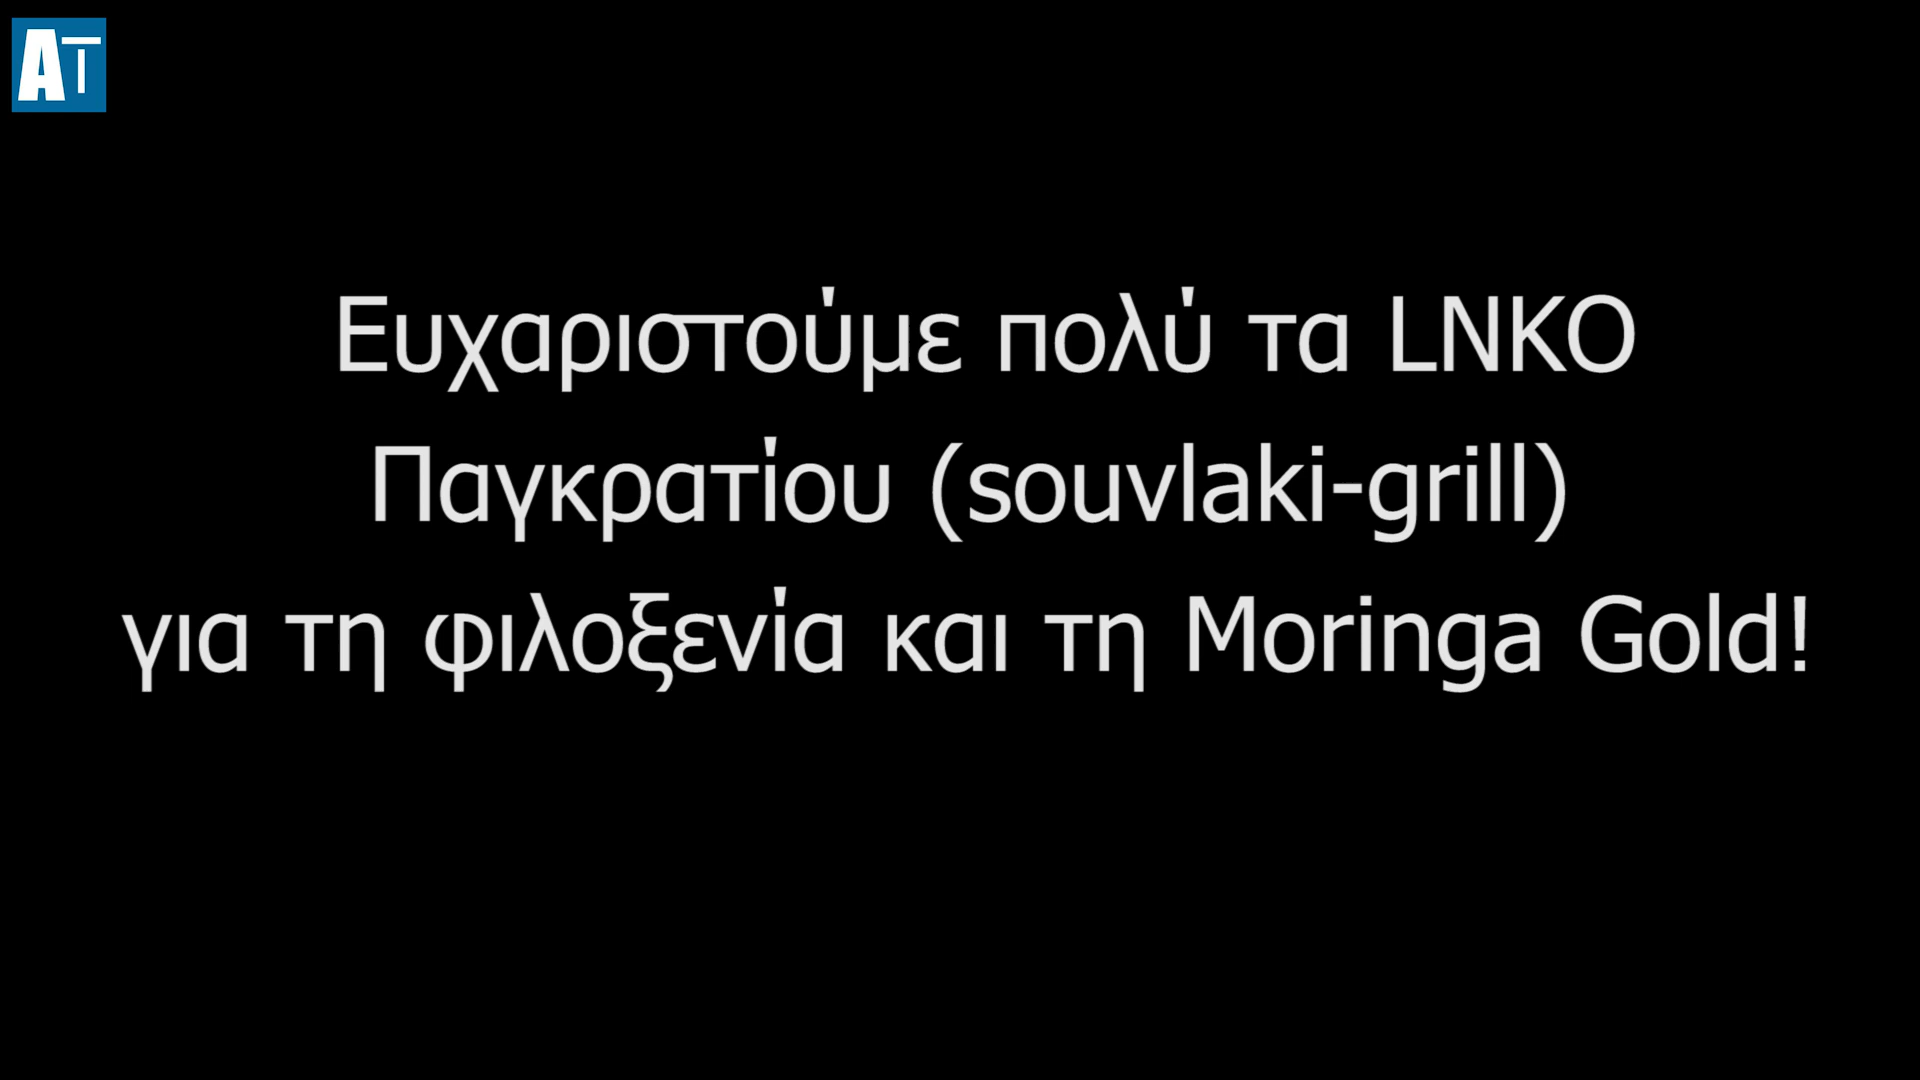 AT
Ευχαριστούμε πολύ τα LNKO
Παγκρατίου (souvlaki-grill)
για τη φιλοξενία και τη Moringa Gold!